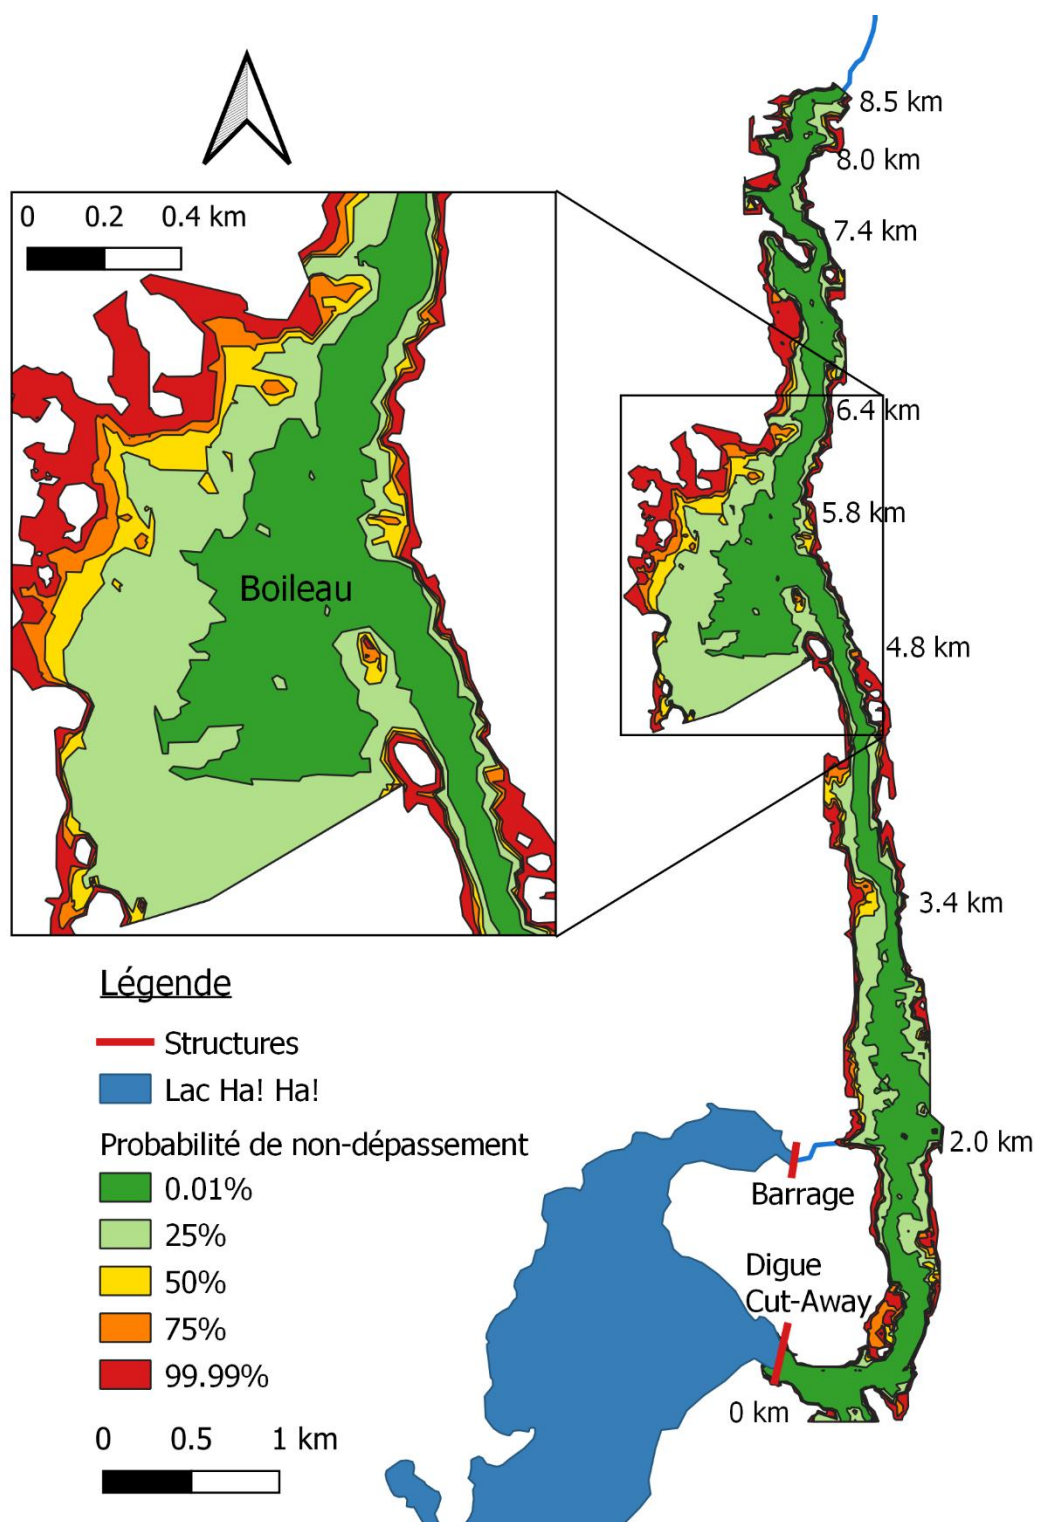 8.5 km
8.0 km
0 0.2 0.4 km
7.4 km
6.4 km
5.8 km
Boileau
4.8 km
3.4 km
Légende
Structures
Lac Ha! Ha!
Probabilité de non-dépassement
2.0 km
0.01%
Barrage
25%
Digue
50%
Cut-Away
75%
99.99%
0 km
0 0.5 1 km